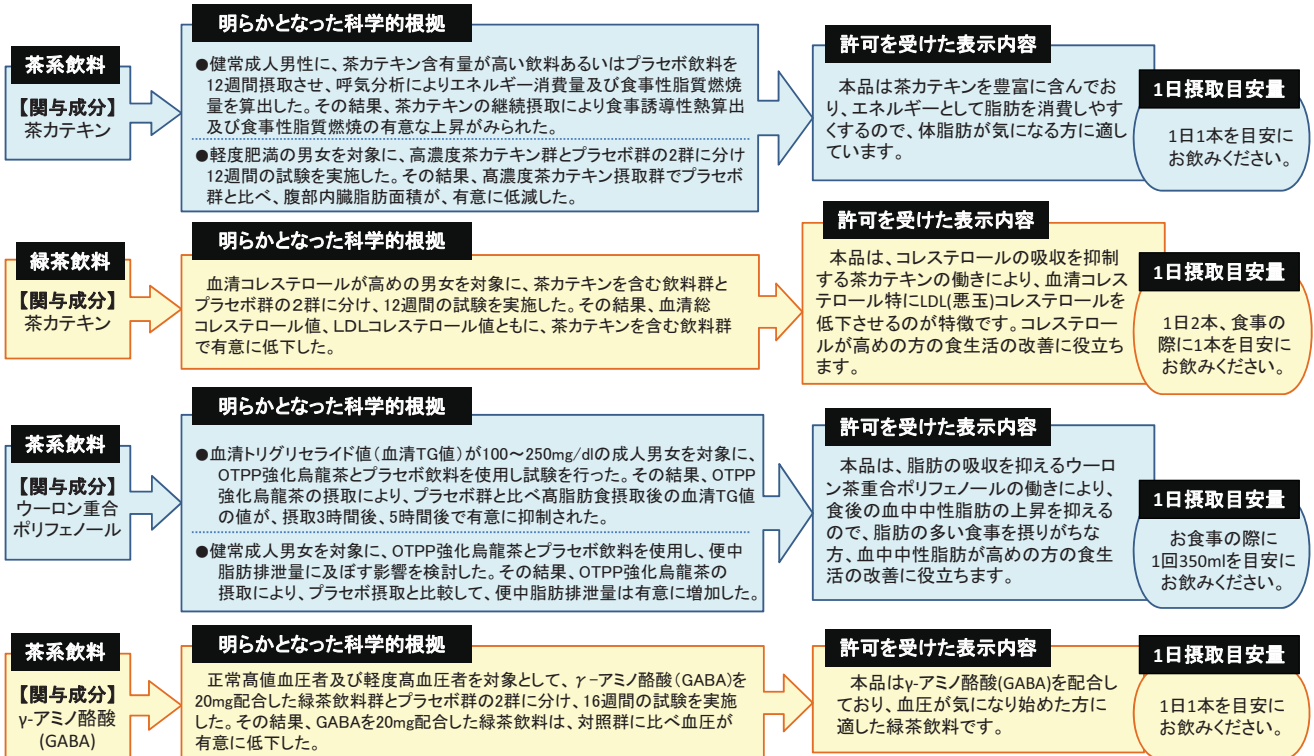 茶系飲料
【関与成分】
茶カテキン
明らかとなった科学的根拠
●健常成人男性に、茶カテキン含有量が高い飲料あるいはプラセボ飲料を
12週間摂取させ、呼気分析によりエネルギー消費量及び食事性脂質燃焼
量を算出した。その結果、茶カテキンの継続摂取により食事誘導性熱算出
及び食事性脂質燃焼の有意な上昇がみられた。
●軽度肥満の男女を対象に、高濃度茶カテキン群とプラセボ群の2群に分け
12週間の試験を実施した。その結果、高濃度茶カテキン摂取群でプラセボ
群と比べ、腹部内臓脂肪面積が、有意に低減した。
許可を受けた表示内容
本品は茶カテキンを豊富に含んでお
り、エネルギーとして脂肪を消費しやす
くするので、体脂肪が気になる方に適し
ています。
1日摂取目安量
1日1本を目安に
お飲みください。
緑茶飲料
【関与成分】
茶カテキン
明らかとなった科学的根拠
血清コレステロールが高めの男女を対象に、茶カテキンを含む飲料群と
プラセボ群の2群に分け、12週間の試験を実施した。その結果、血清総
コレステロール値、LDLコレステロール値ともに、茶カテキンを含む飲料群
で有意に低下した。
許可を受けた表示内容
本品は、コレステロールの吸収を抑制
する茶カテキンの働きにより、血清コレス
テロール特にLDL(悪玉)コレステロールを
低下させるのが特徴です。コレステロー
ルが高めの方の食生活の改善に役立ち
ます。
1日摂取目安量
1日2本、食事の
際に1本を目安に
お飲みください。
茶系飲料
【関与成分】
ウーロン重合
ポリフェノール
明らかとなった科学的根拠
●血清トリグリセライド値(血清TG値)が100～250mg/dlの成人男女を対象に、
OTPP強化烏龍茶とプラセボ飲料を使用し試験を行った。その結果、OTPP
強化烏龍茶の摂取により、プラセボ群と比べ高脂肪食摂取後の血清TG値
の値が、摂取3時間後、5時間後で有意に抑制された。
●健常成人男女を対象に、OTPP強化烏龍茶とプラセボ飲料を使用し、便中
脂肪排泄量に及ぼす影響を検討した。その結果、OTPP強化烏龍茶の
摂取により、プラセボ摂取と比較して、便中脂肪排泄量は有意に増加した。
許可を受けた表示内容
本品は、脂肪の吸収を抑えるウーロ
ン茶重合ポリフェノールの働きにより、
食後の血中中性脂肪の上昇を抑える
ので、脂肪の多い食事を摂りがちな
方、血中中性脂肪が高めの方の食生
活の改善に役立ちます。
1日摂取目安量
お食事の際に
1回350mlを目安に
お飲みください。
茶系飲料
【関与成分】
γ-アミノ酪酸
(GABA)
明らかとなった科学的根拠
正常高値血圧者及び軽度高血圧者を対象として、γ-アミノ酪酸(GABA)を
20mg配合した緑茶飲料群とプラセボ群の2群に分け、16週間の試験を実施
した。その結果、GABAを20mg配合した緑茶飲料は、対照群に比べ血圧が
有意に低下した。
許可を受けた表示内容
本品はγ-アミノ酪酸(GABA)を配合し
ており、血圧が気になり始めた方に
適した緑茶飲料です。
1日摂取目安量
1日1本を目安に
お飲みください。